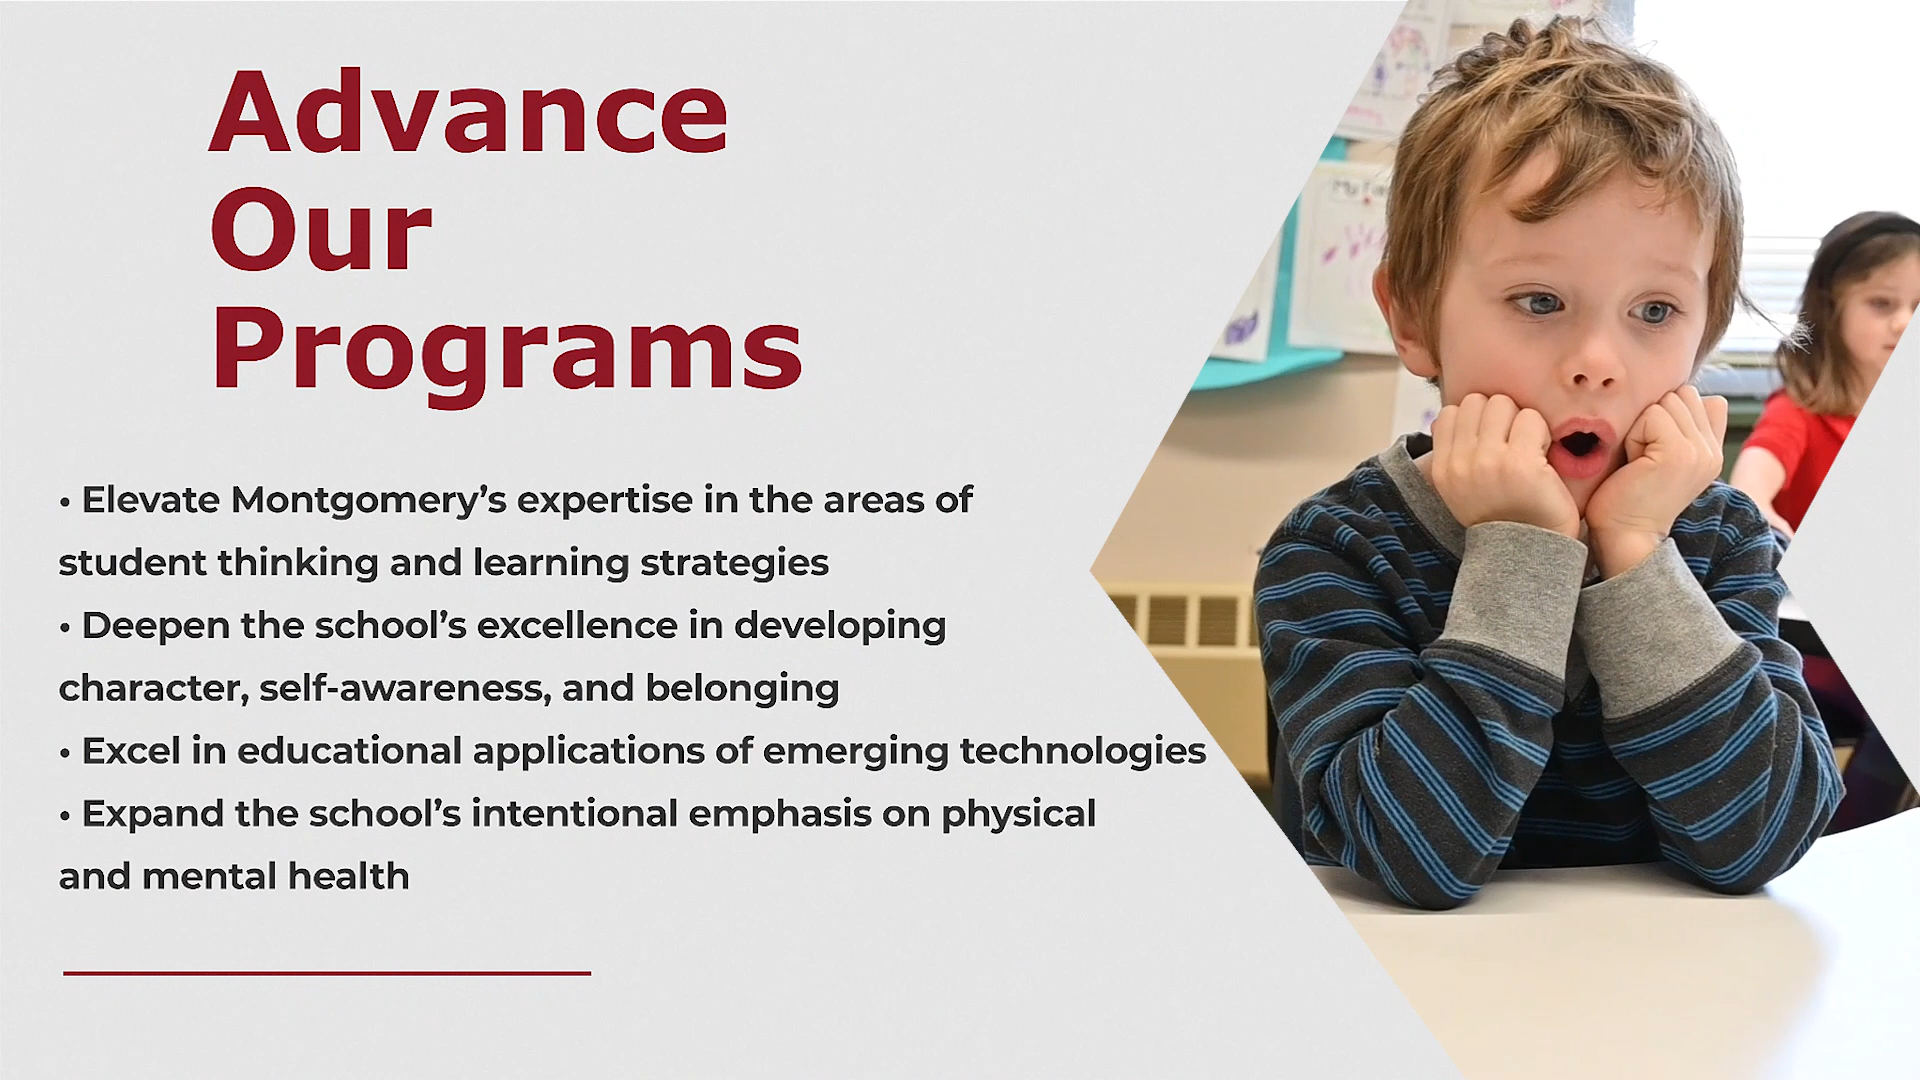 Advance
Our
Programs
• Elevate Montgomery’s expertise in the areas of
student thinking and learning strategies
• Deepen the school’s excellence in developing
character, self-awareness, and belonging
• Excel in educational applications of emerging technologies
• Expand the school’s intentional emphasis on physical
and mental health